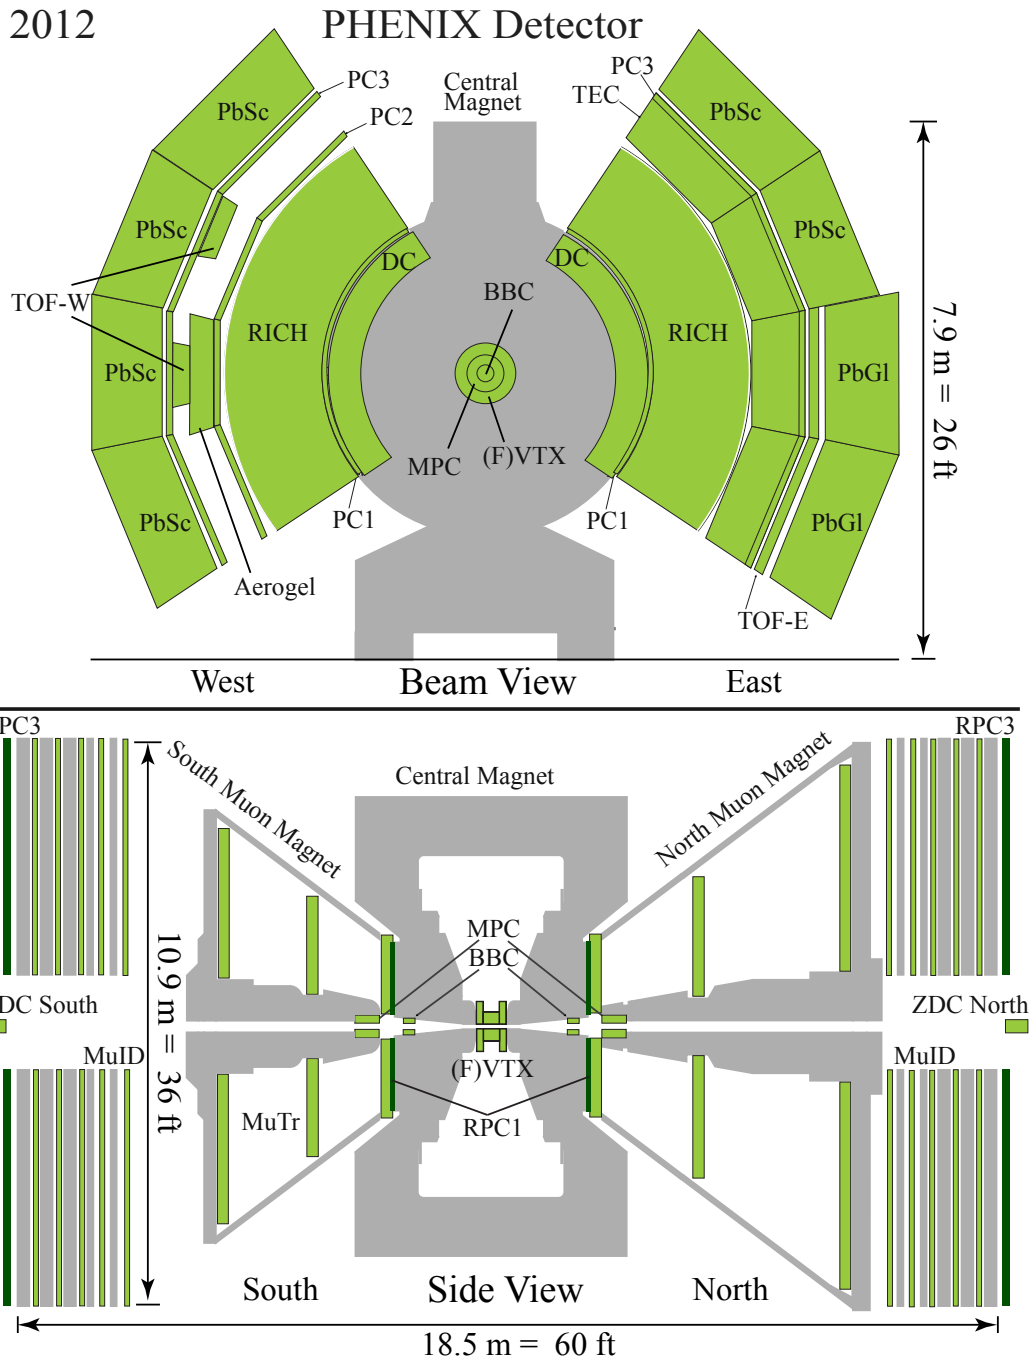 2012
PHENIX Detector
PC3
Central
Magnet
PC3
TEC
PbSc
PC2
PbSc
PbSc
DC
DC
PbSc
TOF-W
BBC
RICH
RICH
PbSc
PbGl
MPC
(F)VTX
PbSc
PC1
PC1
PbGl
Aerogel
TOF-E
7.9 m = 26 ft
West
Beam View
East
PC3
South Muon Magnet
Central Magnet
North Muon Magnet
RPC3
MPC
BBC
10.9 m = 36 ft
DC South
ZDC North
MuID
(F)VTX
MuID
MuTr
RPC1
South
Side View
North
18.5 m = 60 ft